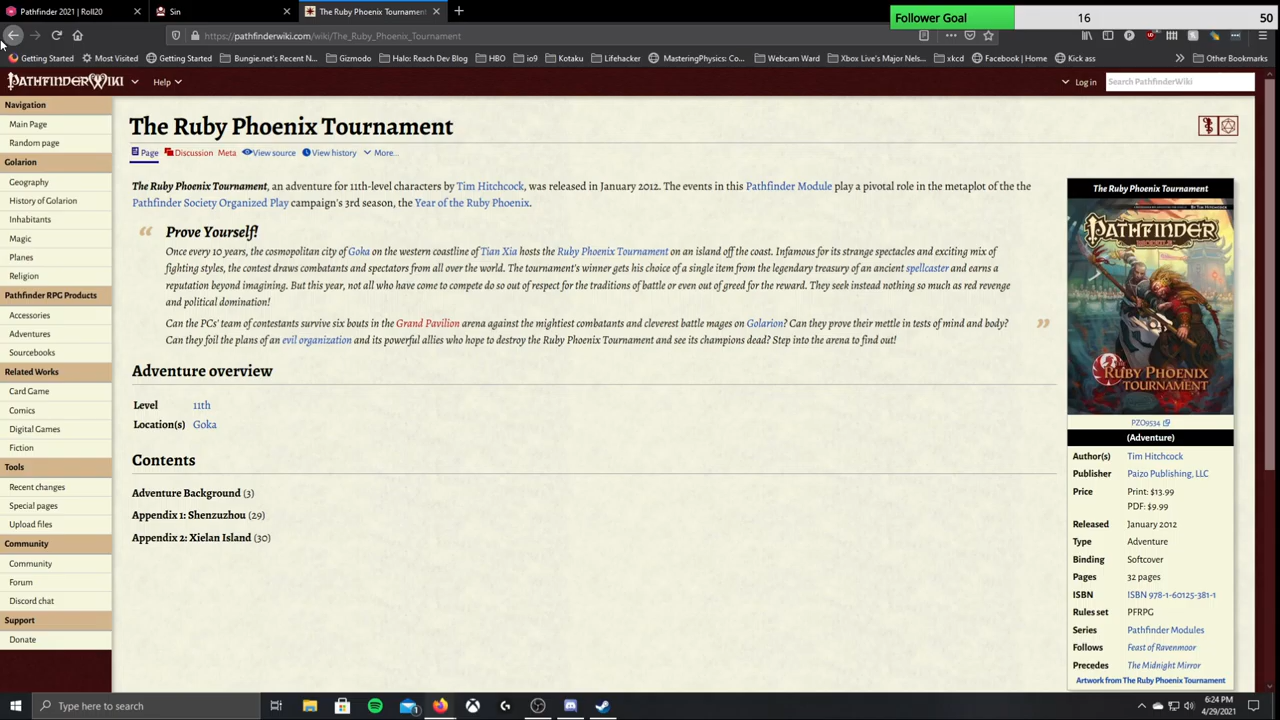 Pathfinder 2021 | Roll20
Sin
The Ruby Phoenix Tournament
Follower Goal 16 50
https://pathfinderwiki.com/wiki/The_Ruby_Phoenix_Tournament
Getting Started Most Visited Getting Started Bungie.net's Recent N... Gizmodo Halo: Reach Dev Blog HBO io9 Kotaku Lifehacker MasteringPhysics: Co... Webcam Ward Xbox Live's Major Nels... xkcd Facebook | Home Kick ass Other Bookmarks
PATHFINDERWIKI Help Log in Search PathfinderWiki
Navigation
Main Page
Random page
Golarion
Geography
History of Golarion
Inhabitants
Magic
Planes
Religion
Pathfinder RPG Products
Accessories
Adventures
Sourcebooks
Related Works
Card Game
Comics
Digital Games
Fiction
Tools
Recent changes
Special pages
Upload files
Community
Community
Forum
Discord chat
Support
Donate
The Ruby Phoenix Tournament
Page Discussion Meta View source View history More...
The Ruby Phoenix Tournament, an adventure for 11th-level characters by Tim Hitchcock, was released in January 2012. The events in this Pathfinder Module play a pivotal role in the metaplot of the the
Pathfinder Society Organized Play campaign's 3rd season, the Year of the Ruby Phoenix.
“ Prove Yourself!
Once every 10 years, the cosmopolitan city of Goka on the western coastline of Tian Xia hosts the Ruby Phoenix Tournament on an island off the coast. Infamous for its strange spectacles and exciting mix of
fighting styles, the contest draws combatants and spectators from all over the world. The tournament's winner gets his choice of a single item from the legendary treasury of an ancient spellcaster and earns a
reputation beyond imagining. But this year, not all who have come to compete do so out of respect for the traditions of battle or even out of greed for the reward. They seek instead nothing so much as red revenge
and political domination!
Can the PCs' team of contestants survive six bouts in the Grand Pavilion arena against the mightiest combatants and cleverest battle mages on Golarion? Can they prove their mettle in tests of mind and body? ”
Can they foil the plans of an evil organization and its powerful allies who hope to destroy the Ruby Phoenix Tournament and see its champions dead? Step into the arena to find out!
Adventure overview
Level 11th
Location(s) Goka
Contents
Adventure Background (3)
Appendix 1: Shenzuzhou (29)
Appendix 2: Xielan Island (30)
The Ruby Phoenix Tournament
PATHFINDER
MODULE
THE RUBY PHOENIX
TOURNAMENT
PZO9534
(Adventure)
Author(s) Tim Hitchcock
Publisher Paizo Publishing, LLC
Price Print: $13.99
PDF: $9.99
Released January 2012
Type Adventure
Binding Softcover
Pages 32 pages
ISBN ISBN 978-1-60125-381-1
Rules set PFRPG
Series Pathfinder Modules
Follows Feast of Ravenmoor
Precedes The Midnight Mirror
Artwork from The Ruby Phoenix Tournament
Type here to search
6:24 PM
4/29/2021